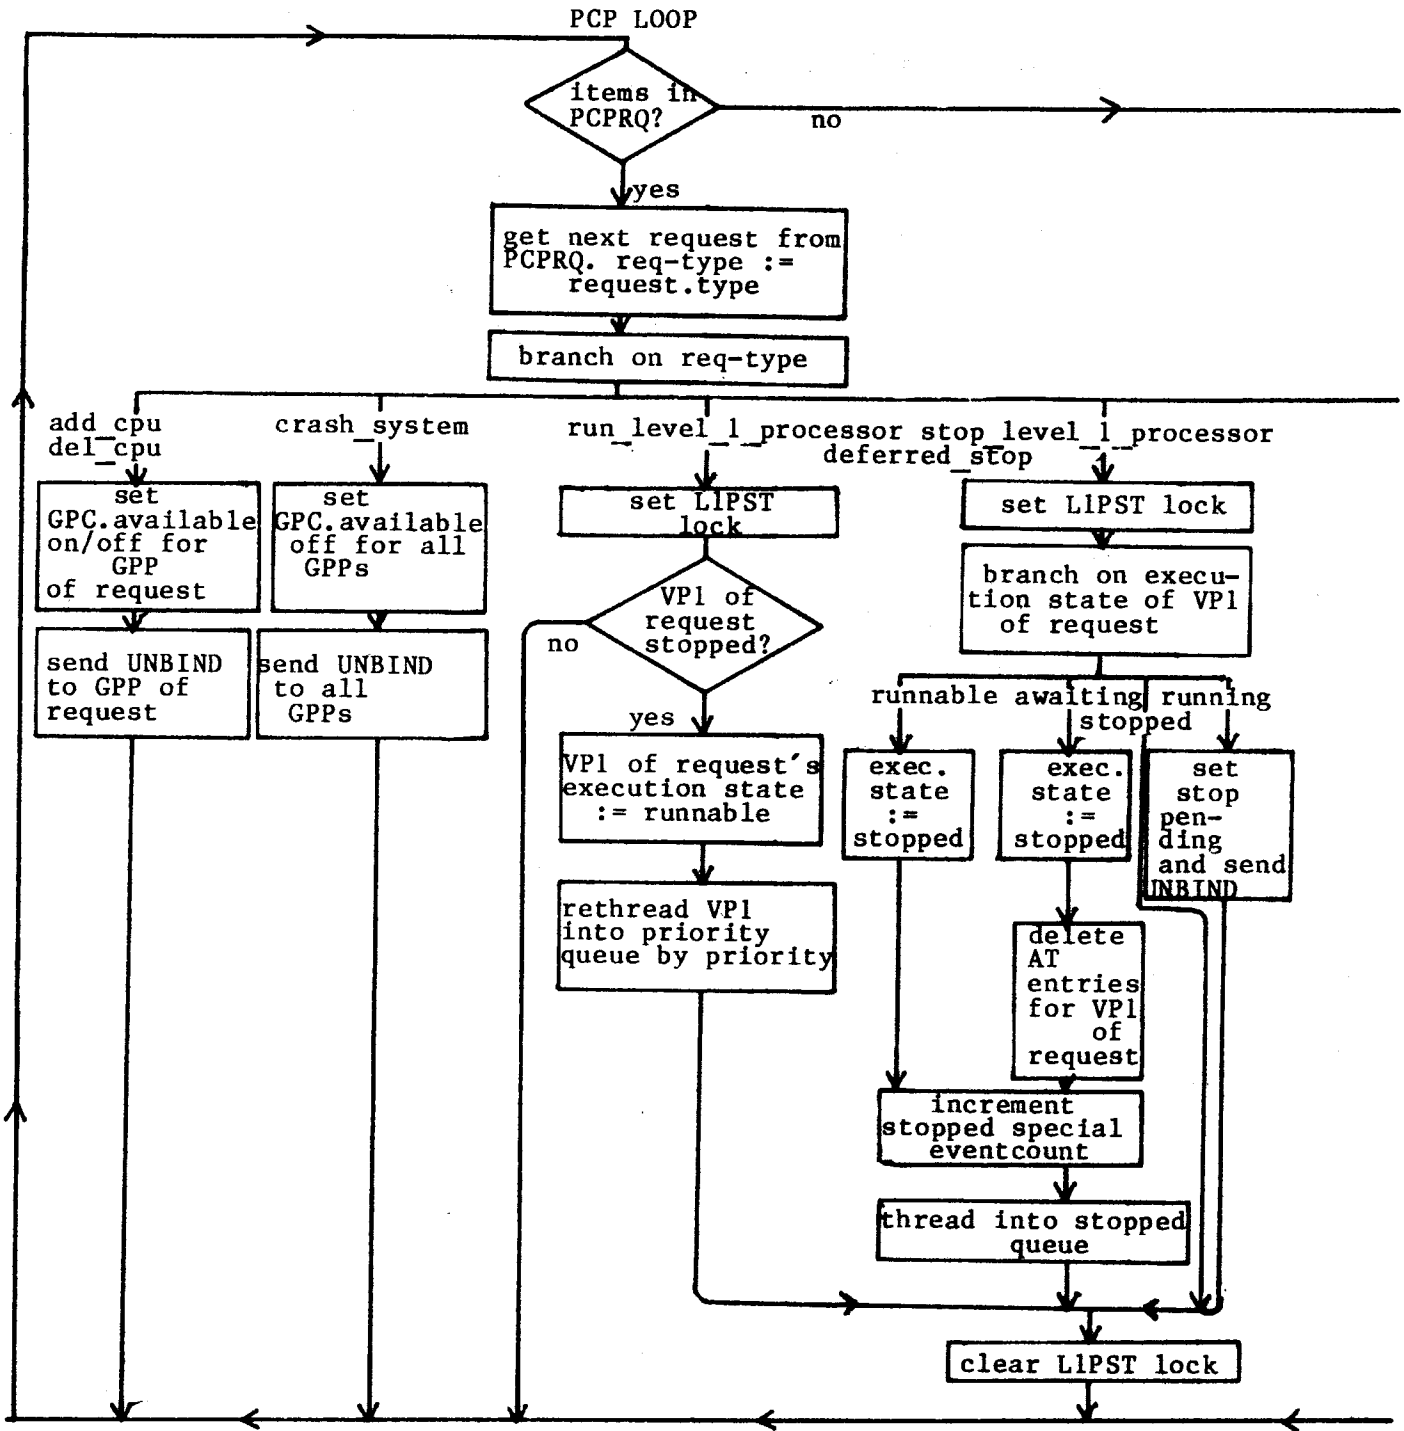 PCP LOOP
items in
PCPRQ?
no
yes
get next request from
PCPRQ. req-type :=
request.type
branch on req-type
add_cpu
del_cpu
crash_system
run_level_1_processor
stop_level_1_processor
deferred_stop
set
GPC.available
on/off for
GPP
of request
send UNBIND
to GPP of
request
set
GPC.available
off for all
GPPs
send UNBIND
to all
GPPs
set L1PST
lock
VP1 of
request
stopped?
no
yes
VP1 of request's
execution state
:= runnable
rethread VP1
into priority
queue by priority
set L1PST lock
branch on execu-
tion state of VP1
of request
runnable awaiting running
stopped
exec.
state
:=
stopped
exec.
state
:=
stopped
set
stop
pen-
ding
and send
UNBIND
delete
AT
entries
for VP1
of
request
increment
stopped special
eventcount
thread into stopped
queue
clear L1PST lock